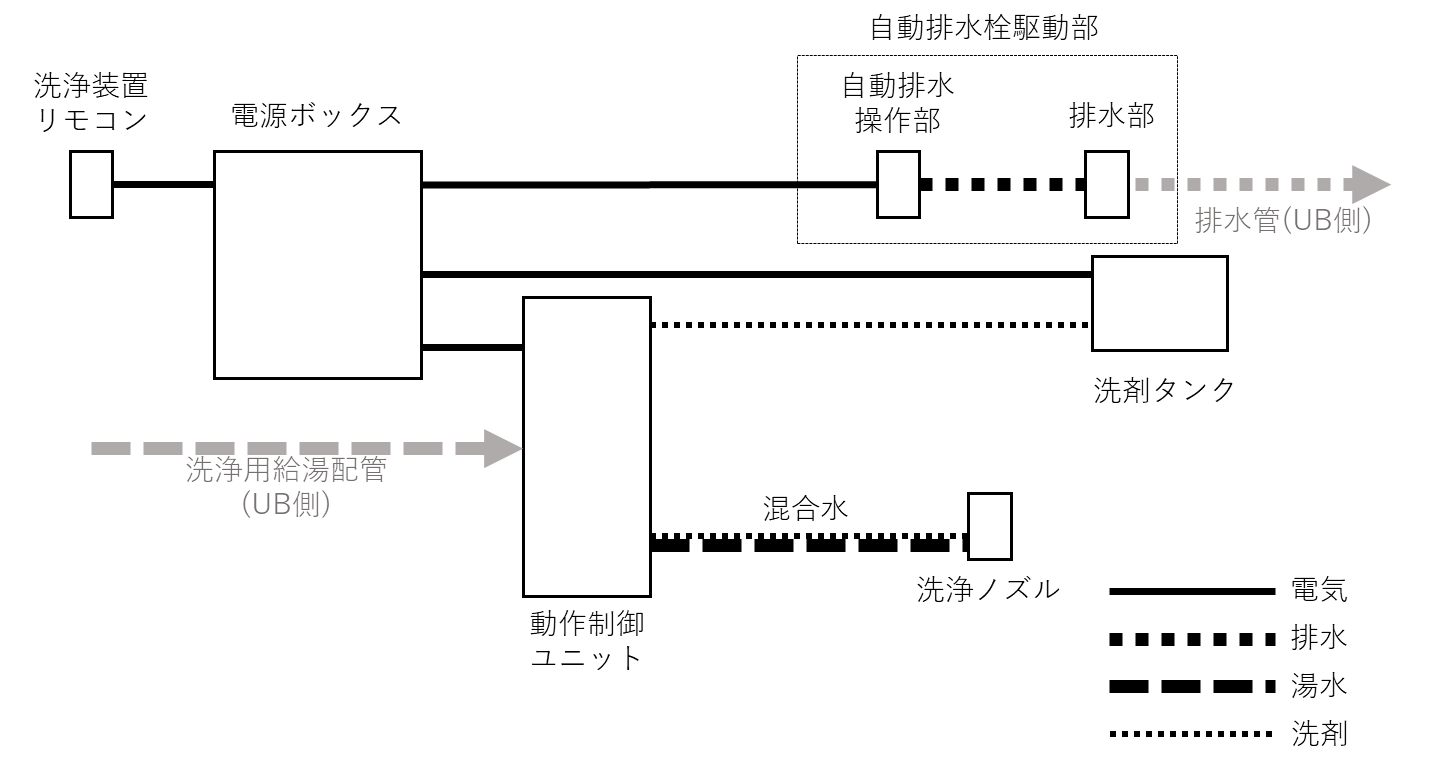 自動排水栓駆動部
洗浄装置
リモコン
電源ボックス
自動排水
操作部
排水部
排水管(UB側)
洗剤タンク
洗浄用給湯配管
(UB側)
混合水
洗浄ノズル
動作制御
ユニット
電気
排水
湯水
洗剤